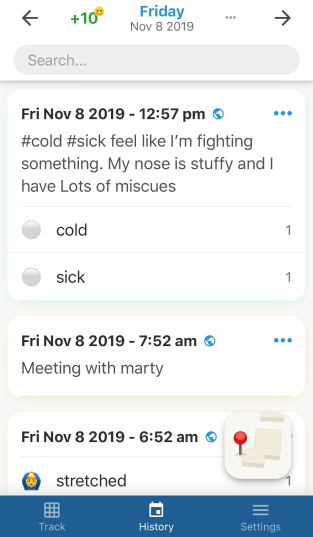 +10
Friday
Nov 8 2019
Search...
Fri Nov 8 2019 - 12:57 pm
#cold #sick feel like I'm fighting
something. My nose is stuffy and I
have Lots of miscues
cold 1
sick 1
Fri Nov 8 2019 - 7:52 am
Meeting with marty
Fri Nov 8 2019 - 6:52 am
stretched 1
Track
History
Settings